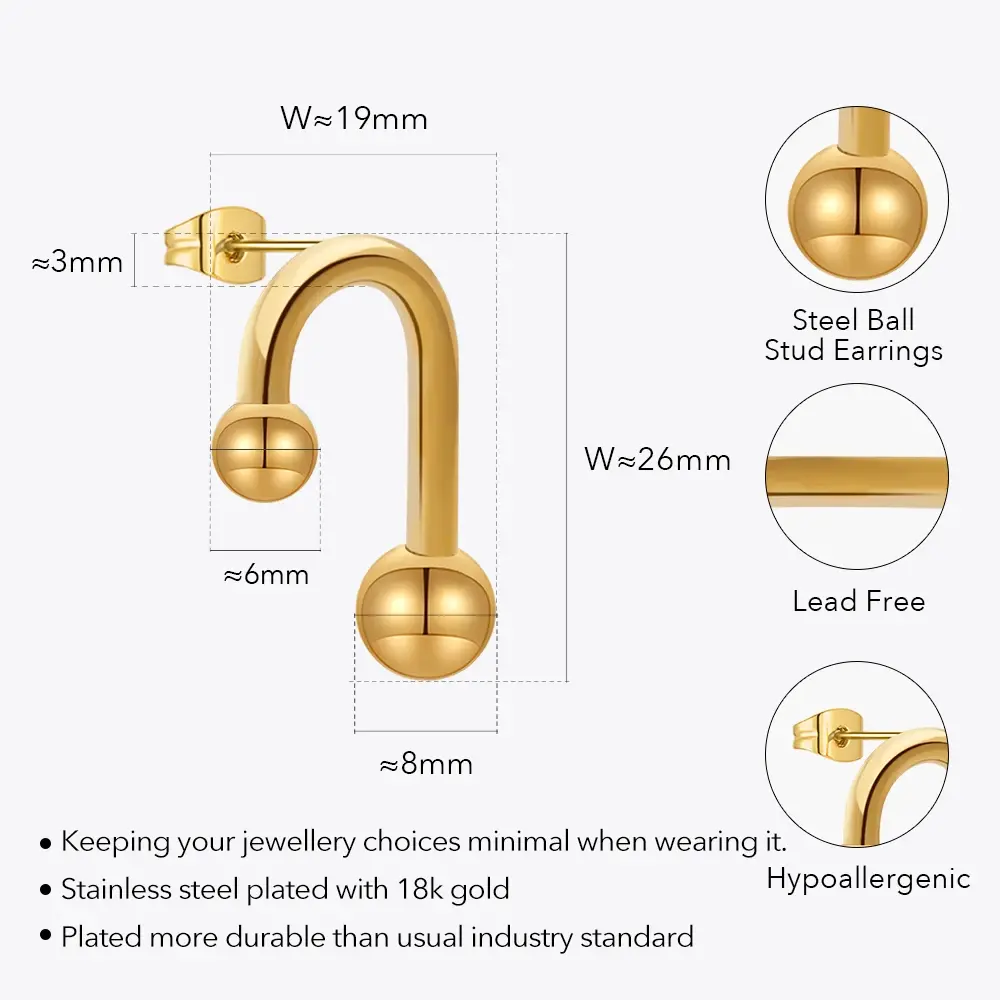 W≈19mm
≈3mm
W≈26mm
≈6mm
≈8mm
Steel Ball
Stud Earrings
Lead Free
Hypoallergenic
• Keeping your jewellery choices minimal when wearing it.
• Stainless steel plated with 18k gold
• Plated more durable than usual industry standard